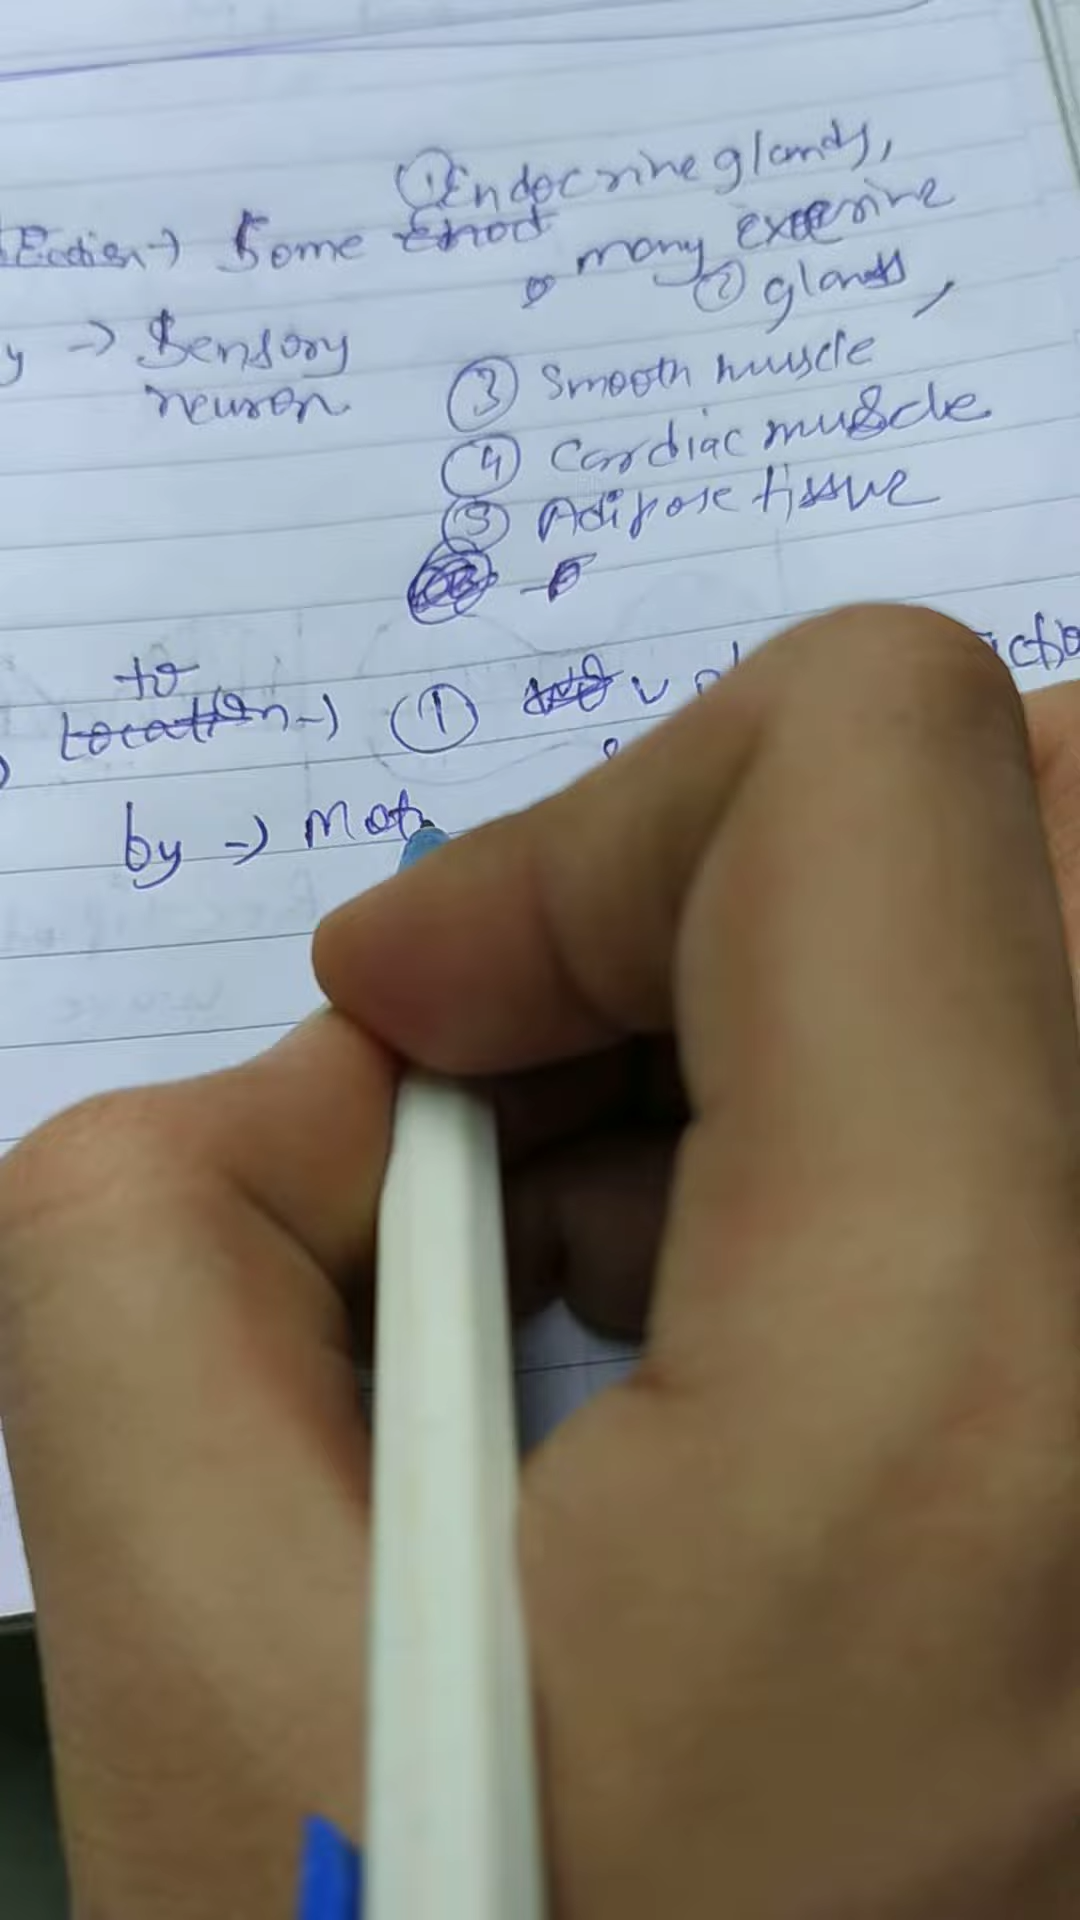 ① Endocrine glands,
→ Some
many exocrine
② glands,
y → Sensory
neuron
③ Smooth muscle
④ Cardiac muscle
⑤ Adipose tissue
to
Location → ①
by → Mot